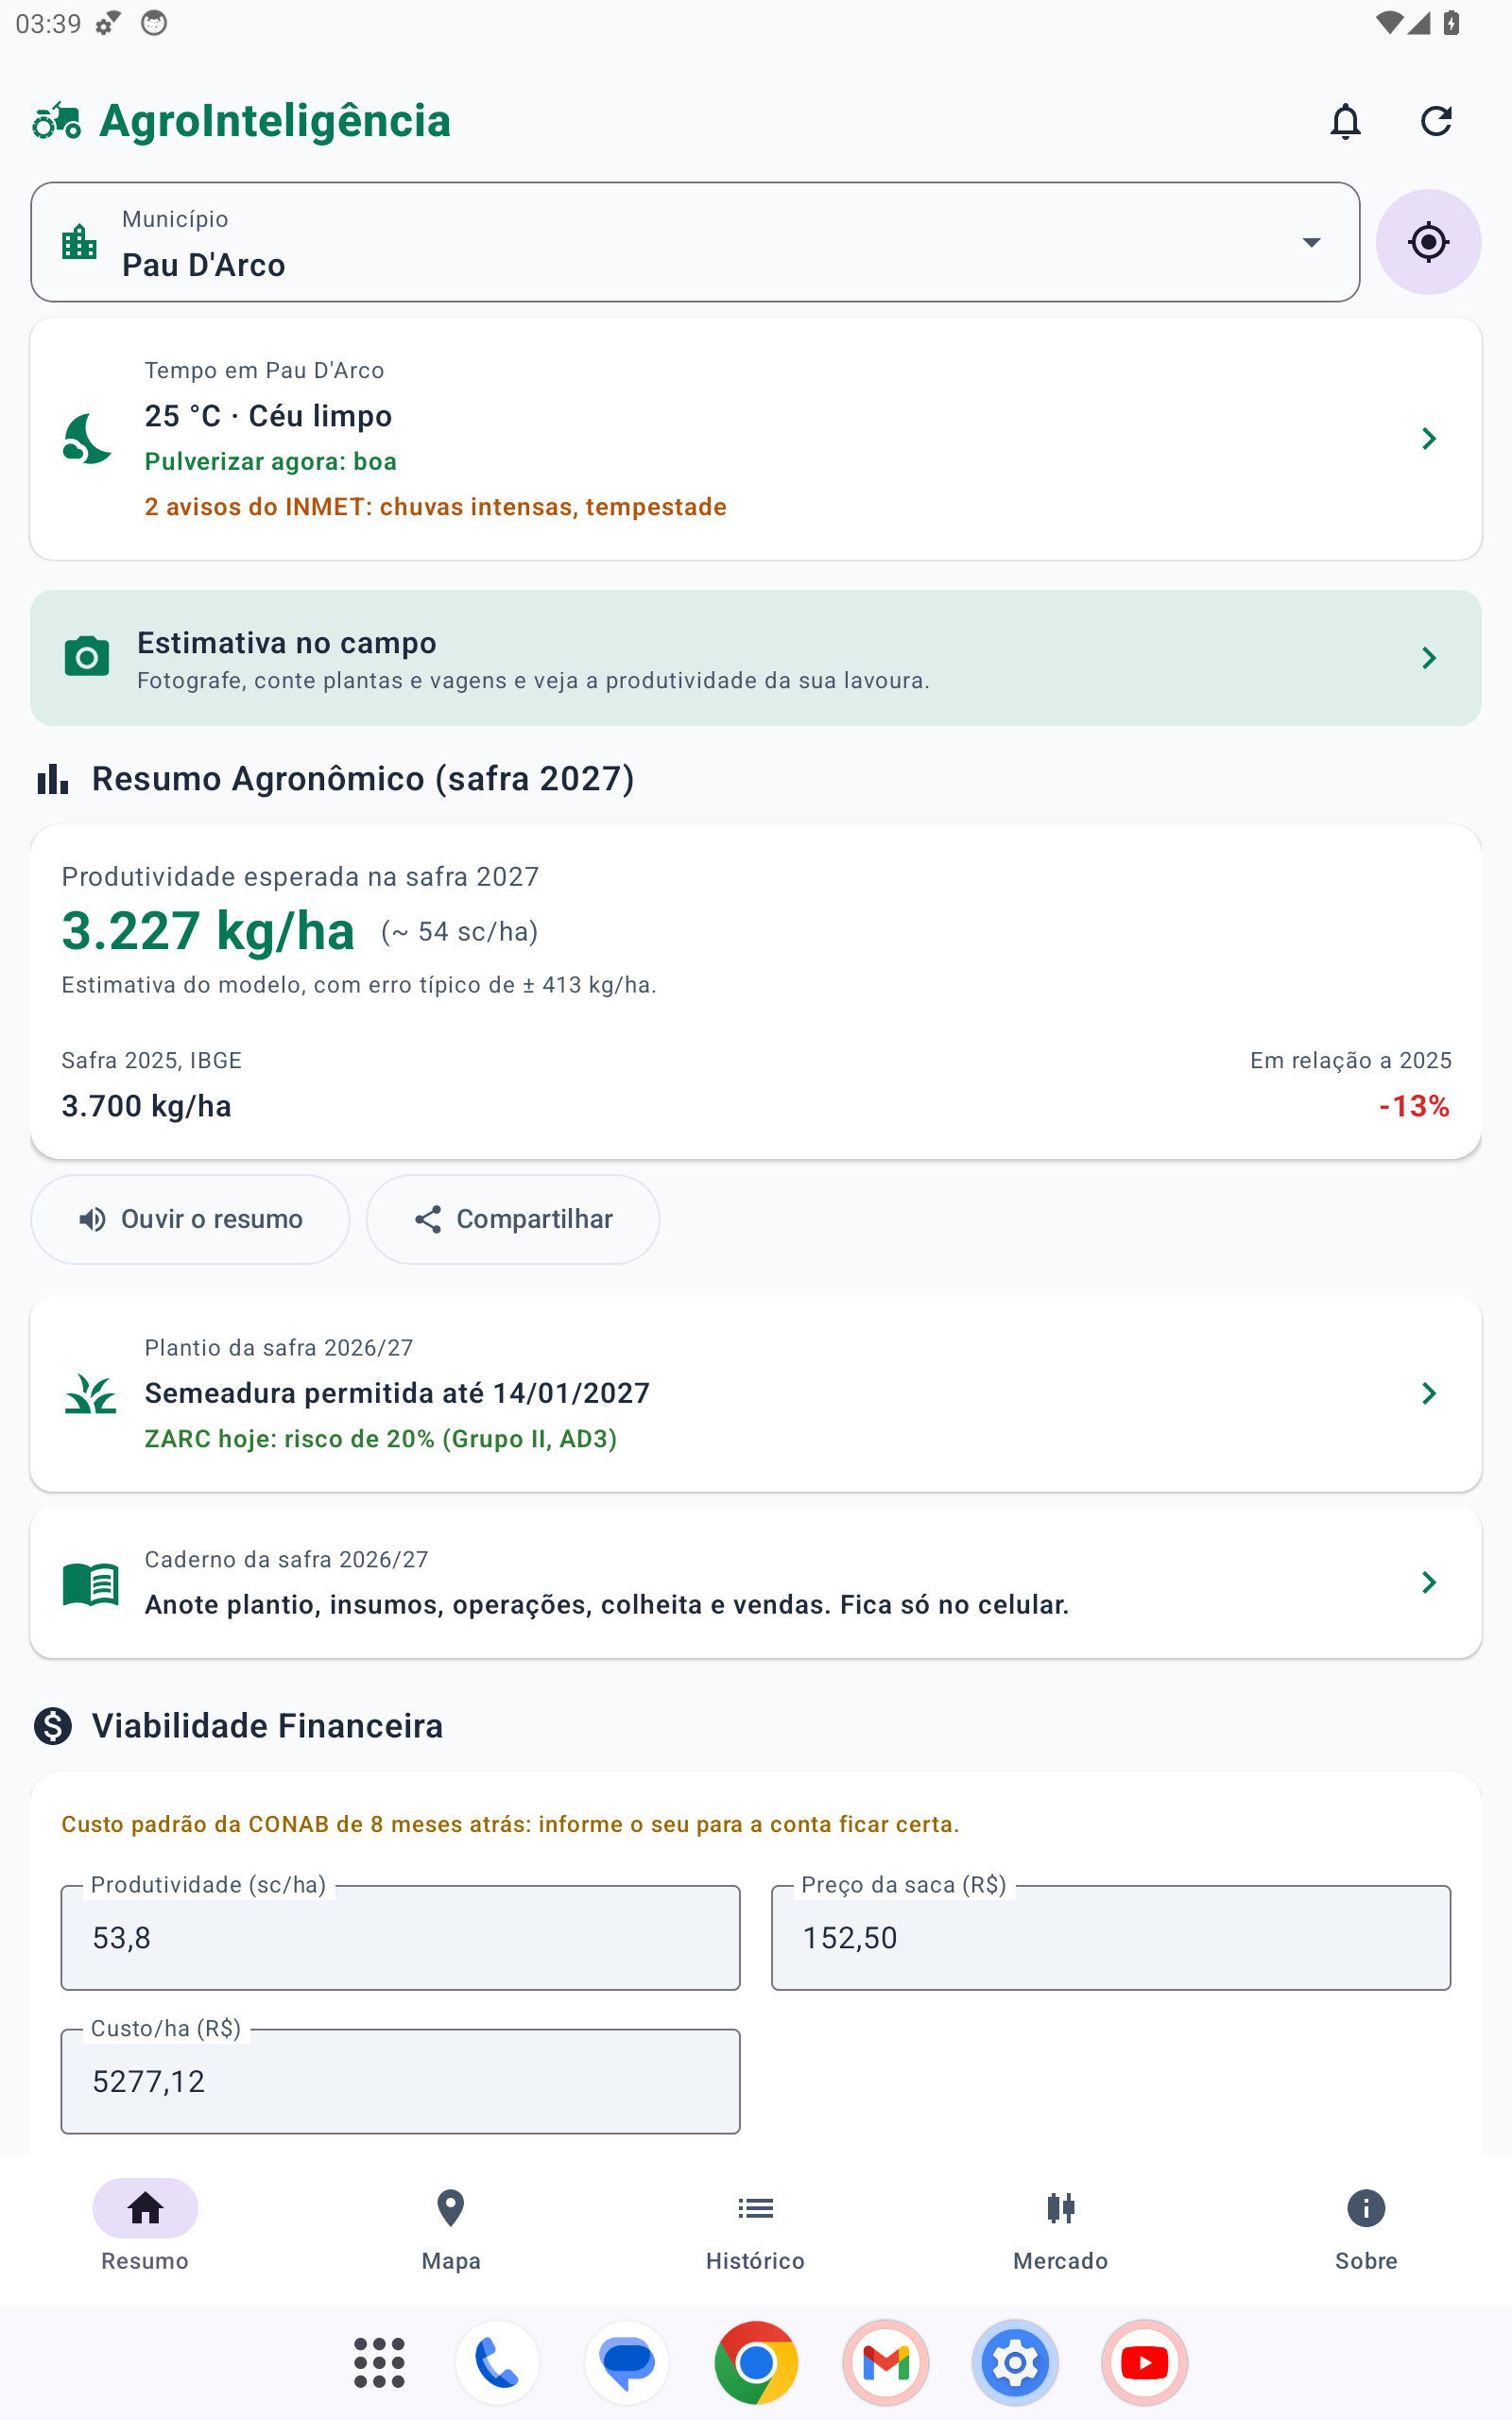 03:39
AgroInteligência
Município
Pau D'Arco
Tempo em Pau D'Arco
25 °C · Céu limpo
Pulverizar agora: boa
2 avisos do INMET: chuvas intensas, tempestade
Estimativa no campo
Fotografe, conte plantas e vagens e veja a produtividade da sua lavoura.
Resumo Agronômico (safra 2027)
Produtividade esperada na safra 2027
3.227 kg/ha (~ 54 sc/ha)
Estimativa do modelo, com erro típico de ± 413 kg/ha.
Safra 2025, IBGE Em relação a 2025
3.700 kg/ha -13%
Ouvir o resumo Compartilhar
Plantio da safra 2026/27
Semeadura permitida até 14/01/2027
ZARC hoje: risco de 20% (Grupo II, AD3)
Caderno da safra 2026/27
Anote plantio, insumos, operações, colheita e vendas. Fica só no celular.
Viabilidade Financeira
Custo padrão da CONAB de 8 meses atrás: informe o seu para a conta ficar certa.
Produtividade (sc/ha) Preço da saca (R$)
53,8 152,50
Custo/ha (R$)
5277,12
Resumo Mapa Histórico Mercado Sobre